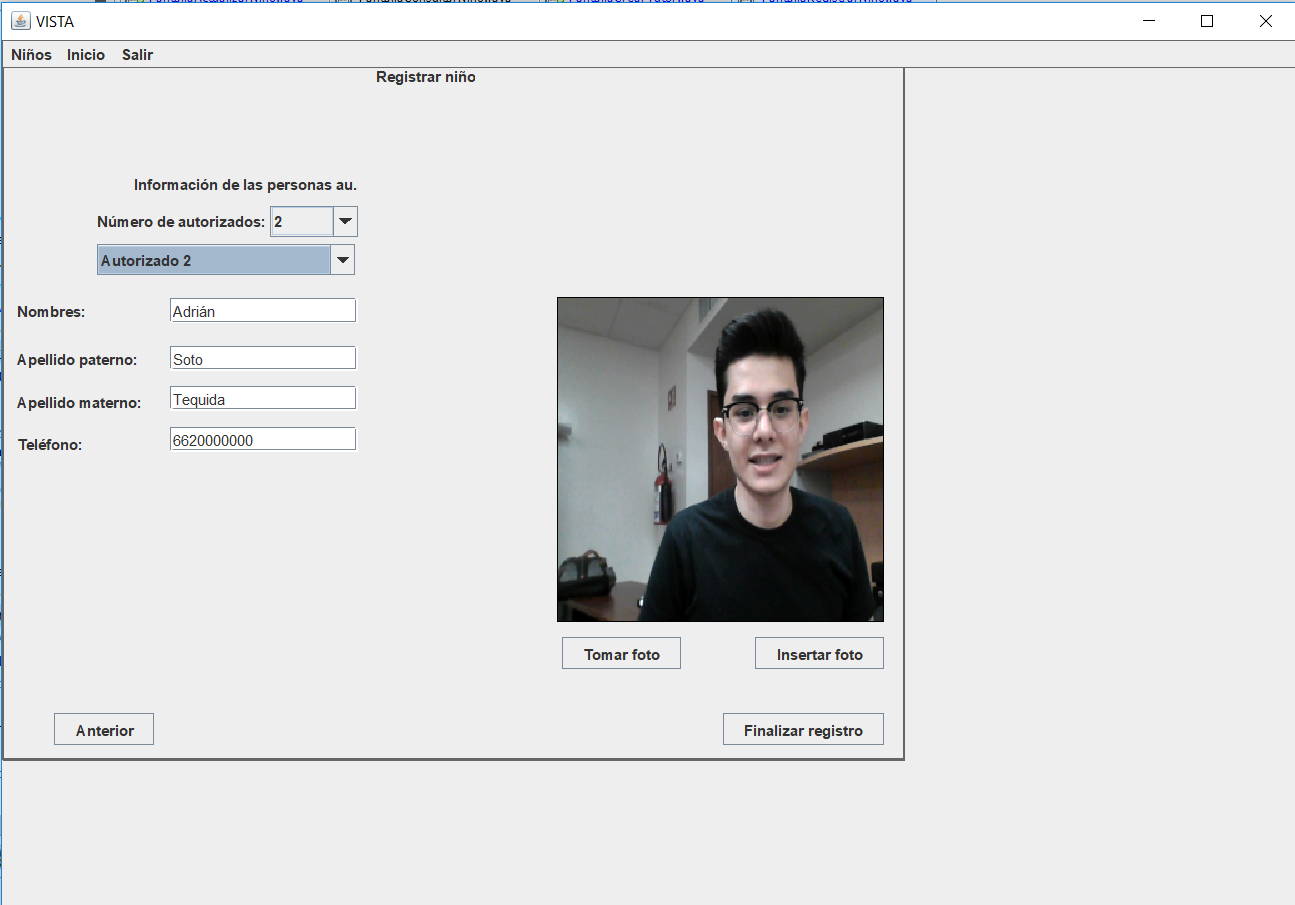 VISTA
Niños Inicio Salir
Registrar niño
Información de las personas au.
Número de autorizados: 2
Autorizado 2
Nombres: Adrián
Apellido paterno: Soto
Apellido materno: Tequida
Teléfono: 6620000000
Tomar foto Insertar foto
Anterior Finalizar registro